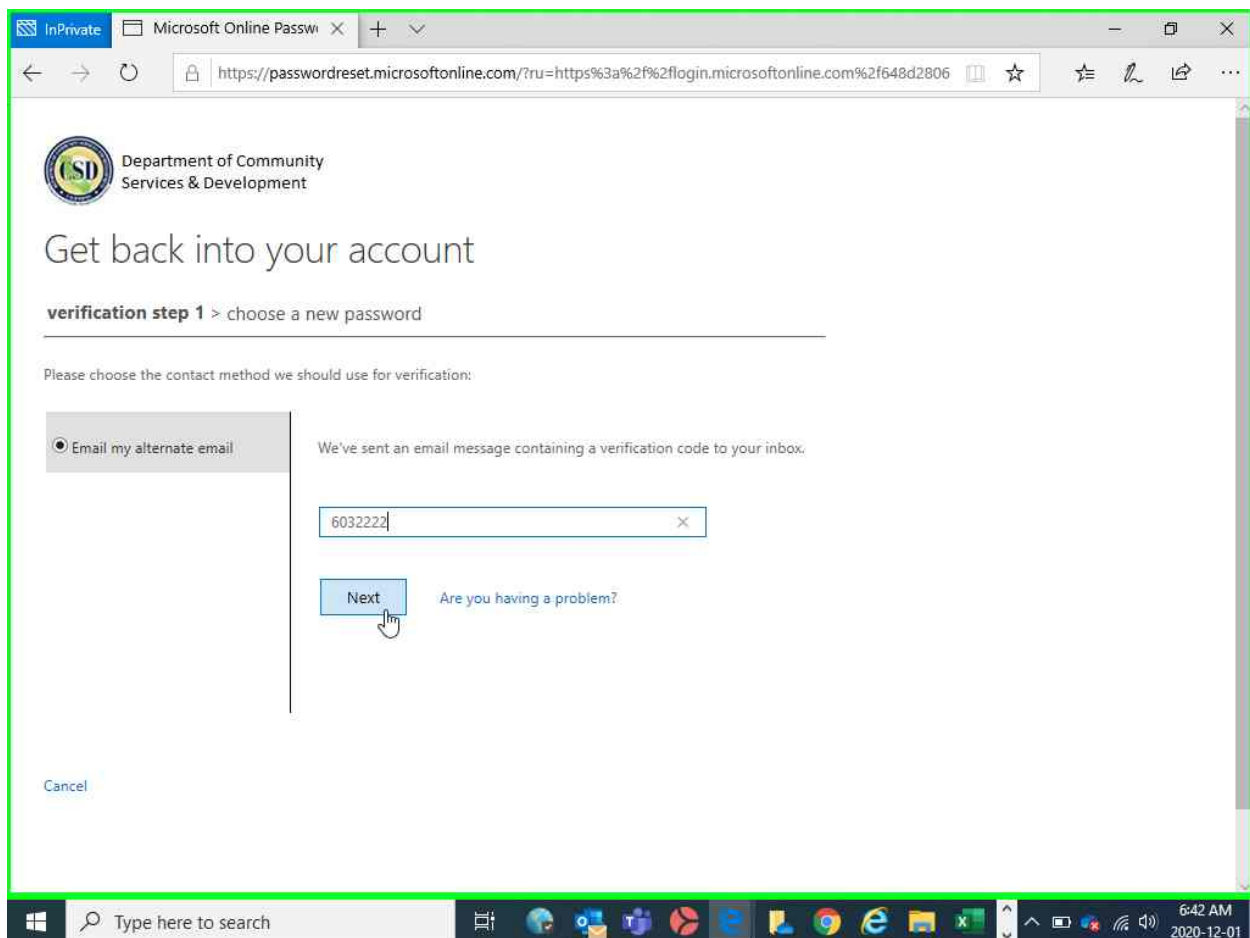 InPrivate
Microsoft Online Passw
https://passwordreset.microsoftonline.com/?ru=https%3a%2f%2flogin.microsoftonline.com%2f648d2806
CSD
Department of Community
Services & Development
Get back into your account
verification step 1 > choose a new password
Please choose the contact method we should use for verification:
Email my alternate email
We've sent an email message containing a verification code to your inbox.
6032222
Next
Are you having a problem?
Cancel
Type here to search
6:42 AM
2020-12-01